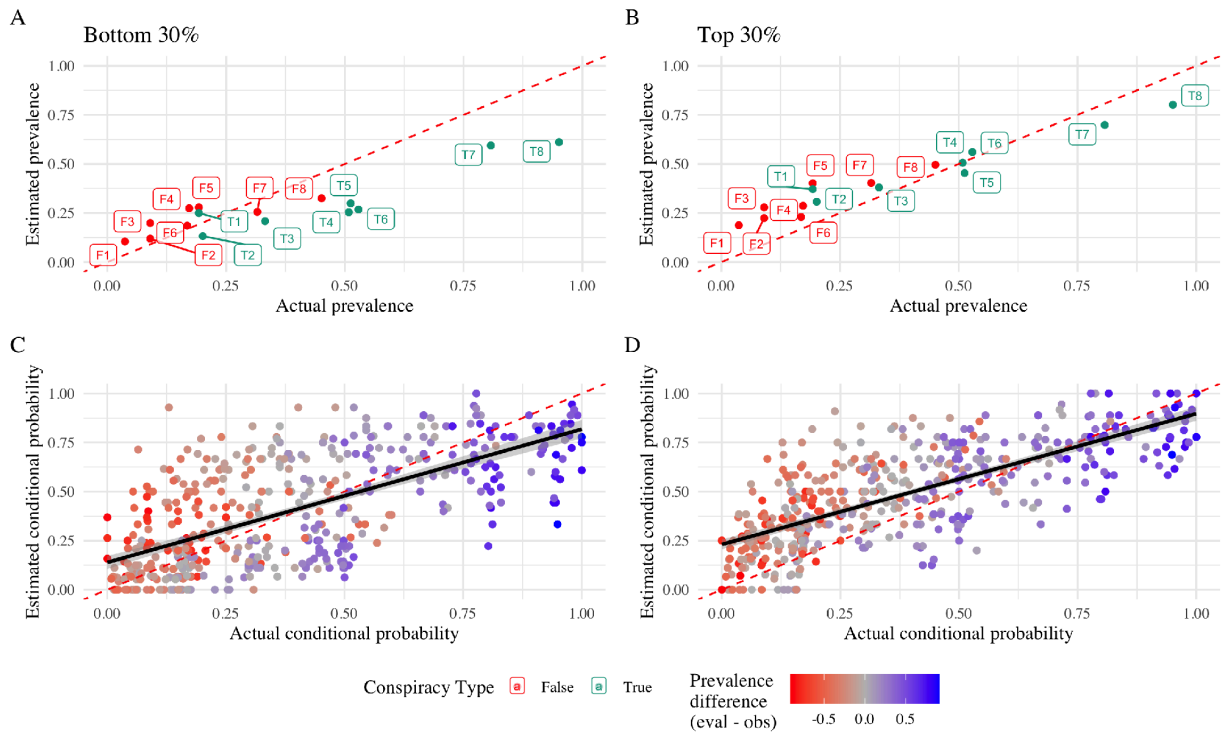 A
Bottom 30%
Estimated prevalence
1.00
0.75
0.50
0.25
0.00
F1
F3
F4
F5
F6
F2
T1
T2
F7
T3
F8
T5
T4
T6
T7
T8
0.00 0.25 0.50 0.75 1.00
Actual prevalence
B
Top 30%
Estimated prevalence
1.00
0.75
0.50
0.25
0.00
F1
F3
F2
T1
F5
F4
T2
F6
F7
T3
F8
T4
T6
T5
T7
T8
0.00 0.25 0.50 0.75 1.00
Actual prevalence
C
Estimated conditional probability
1.00
0.75
0.50
0.25
0.00
0.00 0.25 0.50 0.75 1.00
Actual conditional probability
D
Estimated conditional probability
1.00
0.75
0.50
0.25
0.00
0.00 0.25 0.50 0.75 1.00
Actual conditional probability
Conspiracy Type a False a True
Prevalence
difference
(eval - obs)
-0.5 0.0 0.5